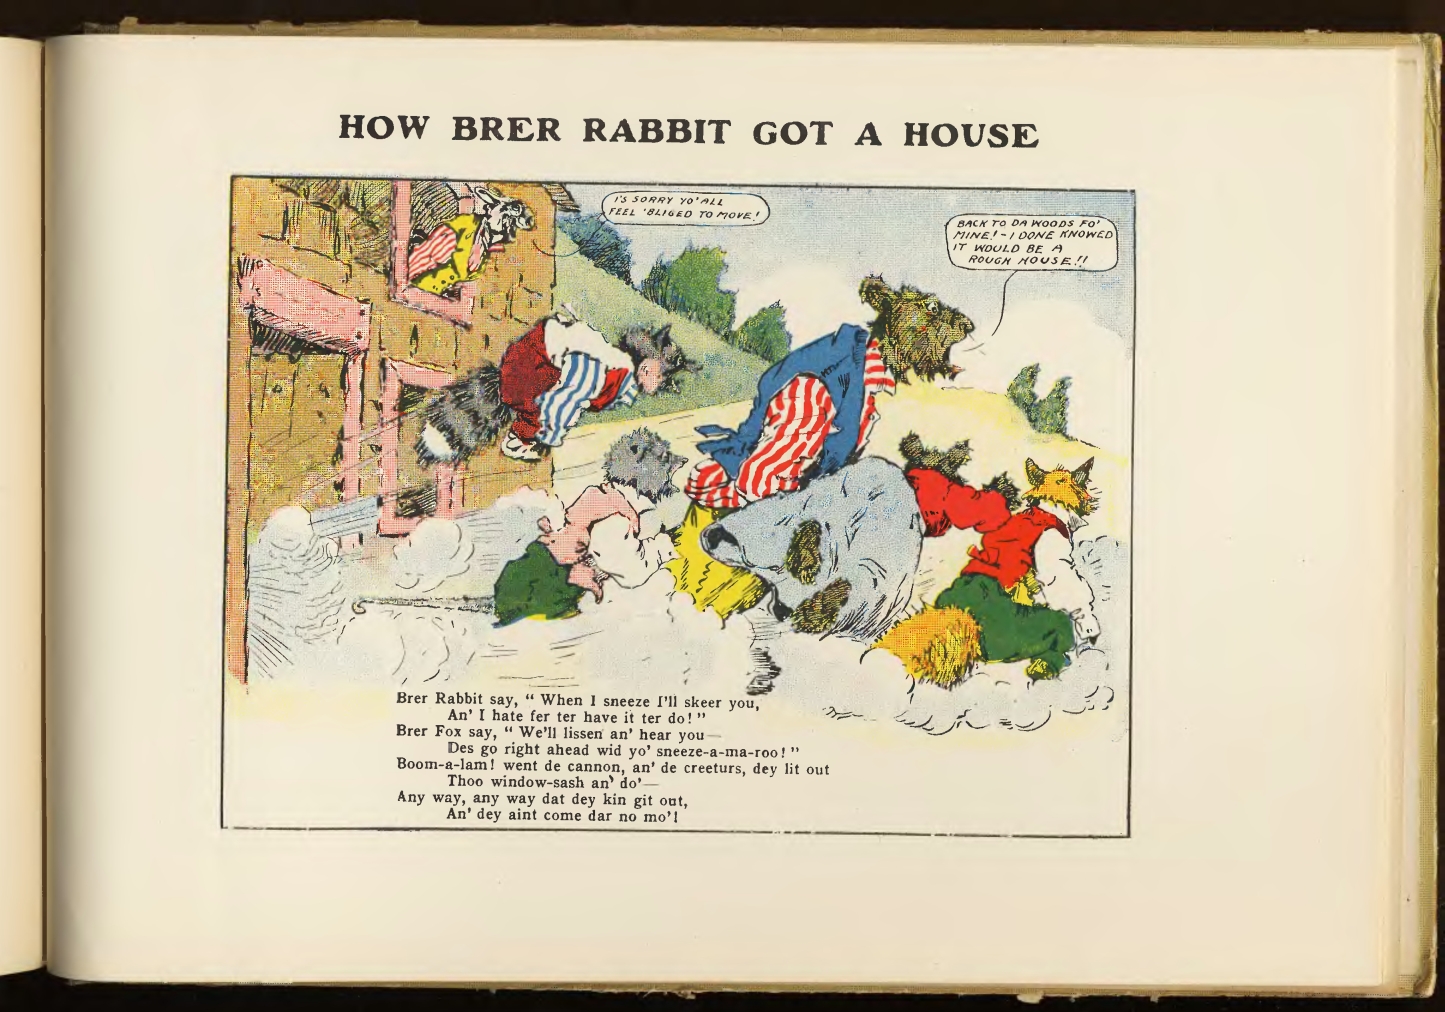 HOW BRER RABBIT GOT A HOUSE
I'S SORRY YO' ALL
FEEL 'BLIGED TO MOVE!
BACK TO DA WOODS FO'
MINE! - I DONE KNOWED
IT WOULD BE A
ROUGH HOUSE!!
Brer Rabbit say, “ When I sneeze I'll skeer you,
An' I hate fer ter have it ter do! ”
Brer Fox say, “ We'll lissen an' hear you—
Des go right ahead wid yo' sneeze-a-ma-roo! ”
Boom-a-lam! went de cannon, an' de creeturs, dey lit out
Thoo window-sash an' do'—
Any way, any way dat dey kin git out,
An' dey aint come dar no mo'!